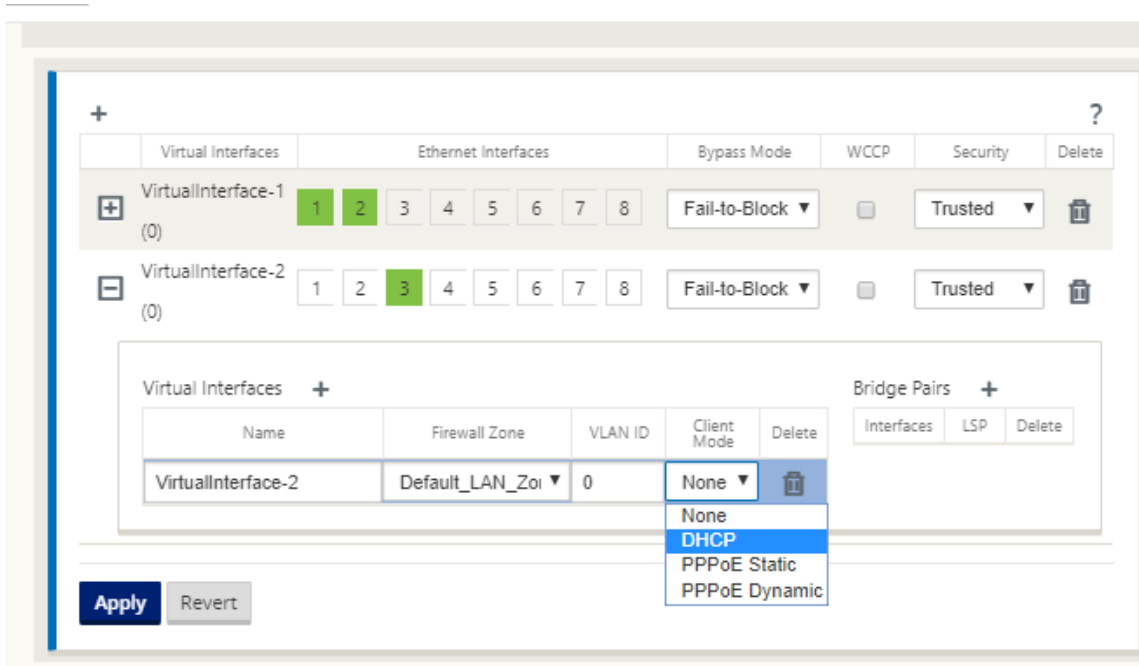 + ?
Virtual Interfaces Ethernet Interfaces Bypass Mode WCCP Security Delete
VirtualInterface-1
(0)
1 2 3 4 5 6 7 8 Fail-to-Block Trusted
VirtualInterface-2
(0)
1 2 3 4 5 6 7 8 Fail-to-Block Trusted
Virtual Interfaces + Bridge Pairs +
Name Firewall Zone VLAN ID Client Mode Delete Interfaces LSP Delete
VirtualInterface-2 Default_LAN_Zoi 0 None
None
DHCP
PPPoE Static
PPPoE Dynamic
Apply Revert